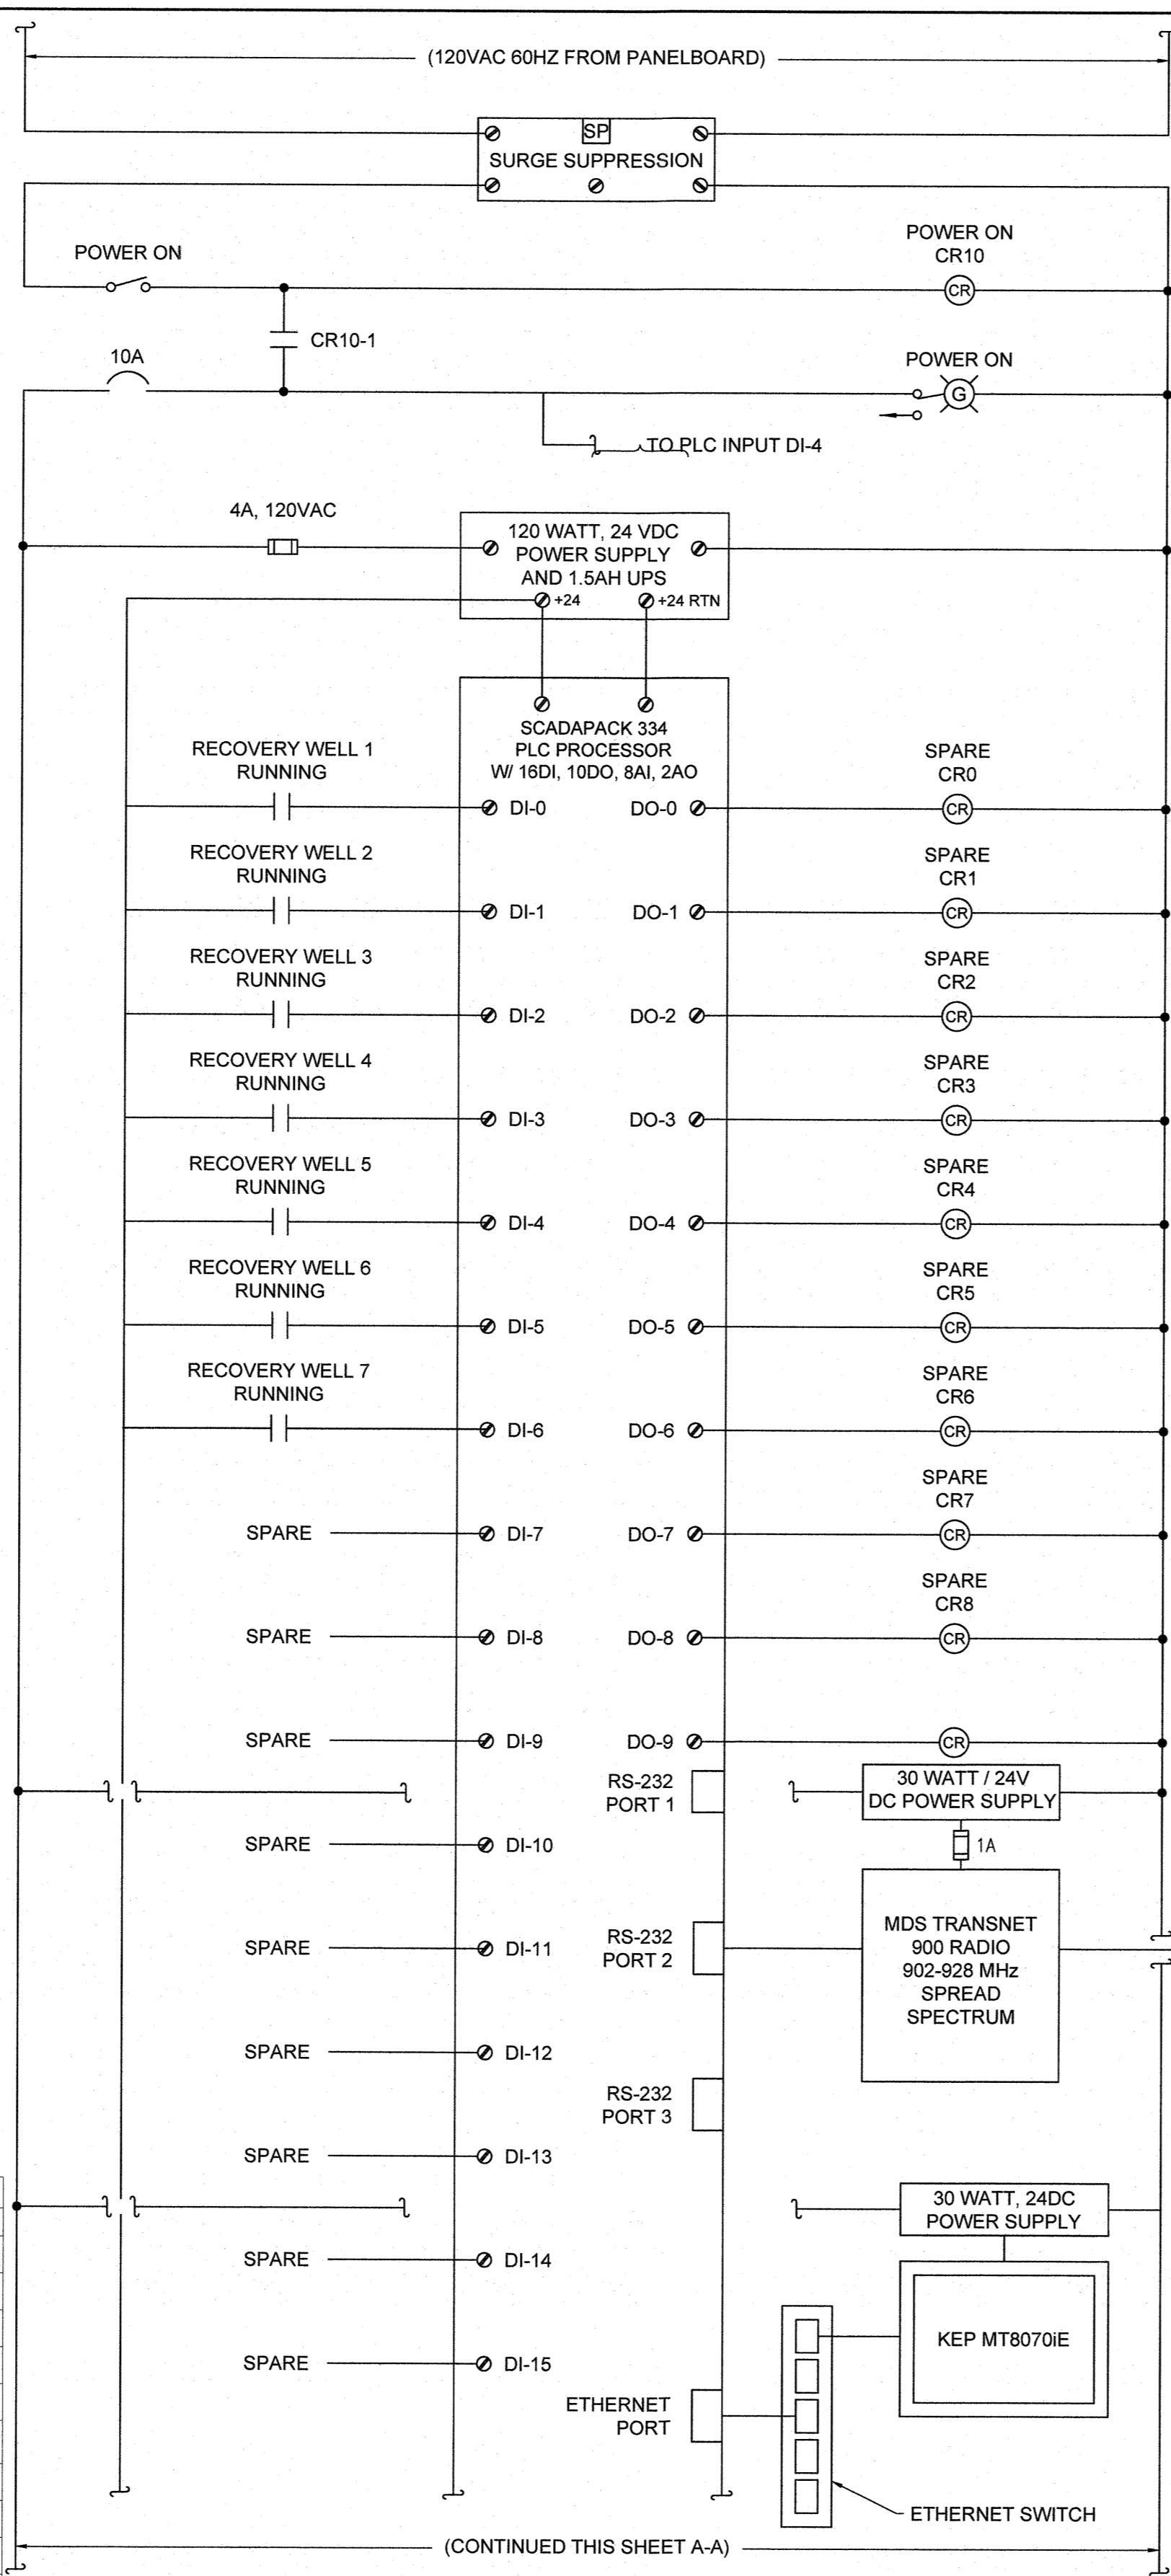 (120VAC 60HZ FROM PANELBOARD)
SP
SURGE SUPPRESSION
POWER ON
POWER ON
CR10
CR
CR10-1
10A
POWER ON
G
TO PLC INPUT DI-4
4A, 120VAC
120 WATT, 24 VDC
POWER SUPPLY
AND 1.5AH UPS
+24
+24 RTN
SCADAPACK 334
PLC PROCESSOR
W/ 16DI, 10DO, 8AI, 2AO
RECOVERY WELL 1
RUNNING
DI-0
DO-0
SPARE
CR0
CR
RECOVERY WELL 2
RUNNING
DI-1
DO-1
SPARE
CR1
CR
RECOVERY WELL 3
RUNNING
DI-2
DO-2
SPARE
CR2
CR
RECOVERY WELL 4
RUNNING
DI-3
DO-3
SPARE
CR3
CR
RECOVERY WELL 5
RUNNING
DI-4
DO-4
SPARE
CR4
CR
RECOVERY WELL 6
RUNNING
DI-5
DO-5
SPARE
CR5
CR
RECOVERY WELL 7
RUNNING
DI-6
DO-6
SPARE
CR6
CR
SPARE
DI-7
DO-7
SPARE
CR7
CR
SPARE
DI-8
DO-8
SPARE
CR8
CR
SPARE
DI-9
DO-9
CR
RS-232
PORT 1
30 WATT / 24V
DC POWER SUPPLY
1A
SPARE
DI-10
SPARE
DI-11
RS-232
PORT 2
MDS TRANSNET
900 RADIO
902-928 MHz
SPREAD
SPECTRUM
SPARE
DI-12
RS-232
PORT 3
SPARE
DI-13
30 WATT, 24DC
POWER SUPPLY
SPARE
DI-14
KEP MT8070iE
SPARE
DI-15
ETHERNET
PORT
ETHERNET SWITCH
(CONTINUED THIS SHEET A-A)